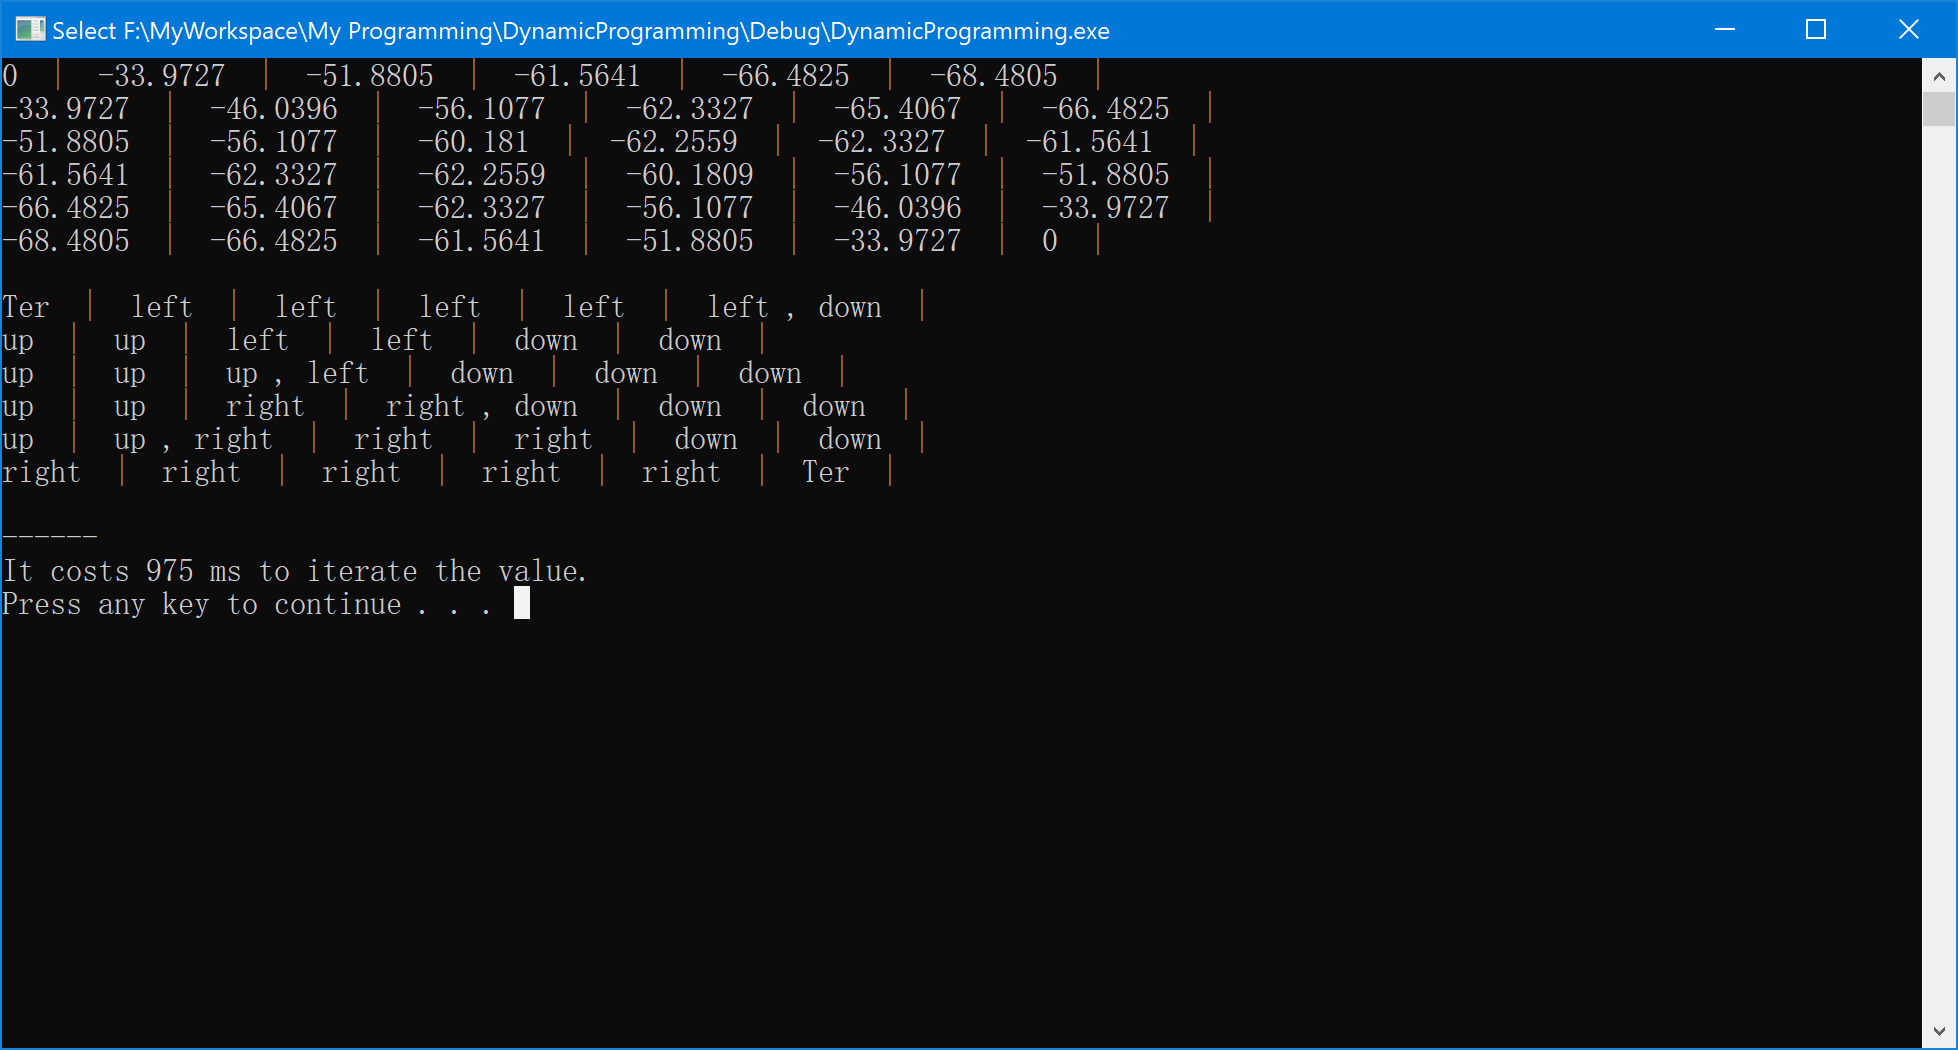 Select F:\MyWorkspace\My Programming\DynamicProgramming\Debug\DynamicProgramming.exe
0 | -33.9727 | -51.8805 | -61.5641 | -66.4825 | -68.4805 |
-33.9727 | -46.0396 | -56.1077 | -62.3327 | -65.4067 | -66.4825 |
-51.8805 | -56.1077 | -60.181 | -62.2559 | -62.3327 | -61.5641 |
-61.5641 | -62.3327 | -62.2559 | -60.1809 | -56.1077 | -51.8805 |
-66.4825 | -65.4067 | -62.3327 | -56.1077 | -46.0396 | -33.9727 |
-68.4805 | -66.4825 | -61.5641 | -51.8805 | -33.9727 | 0 |
Ter | left | left | left | left | left , down |
up | up | left | left | down | down |
up | up | up , left | down | down | down |
up | up | right | right , down | down | down |
up | up , right | right | right | down | down |
right | right | right | right | right | Ter |
------
It costs 975 ms to iterate the value.
Press any key to continue . . .